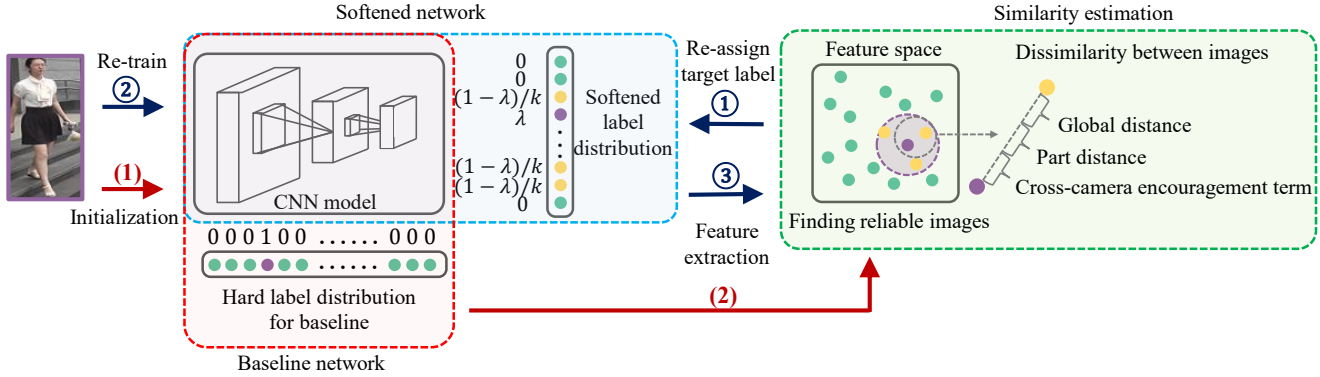 Softened network
Similarity estimation
Re-train
②
(1)
Initialization
CNN model
0
0
(1 − λ)/k
λ
(1 − λ)/k
(1 − λ)/k
0
Softened
label
distribution
Re-assign
target label
①
③
Feature
extraction
Feature space
Finding reliable images
Dissimilarity between images
Global distance
Part distance
Cross-camera encouragement term
0 0 0 1 0 0 ...... 0 0 0
......
Hard label distribution
for baseline
Baseline network
(2)